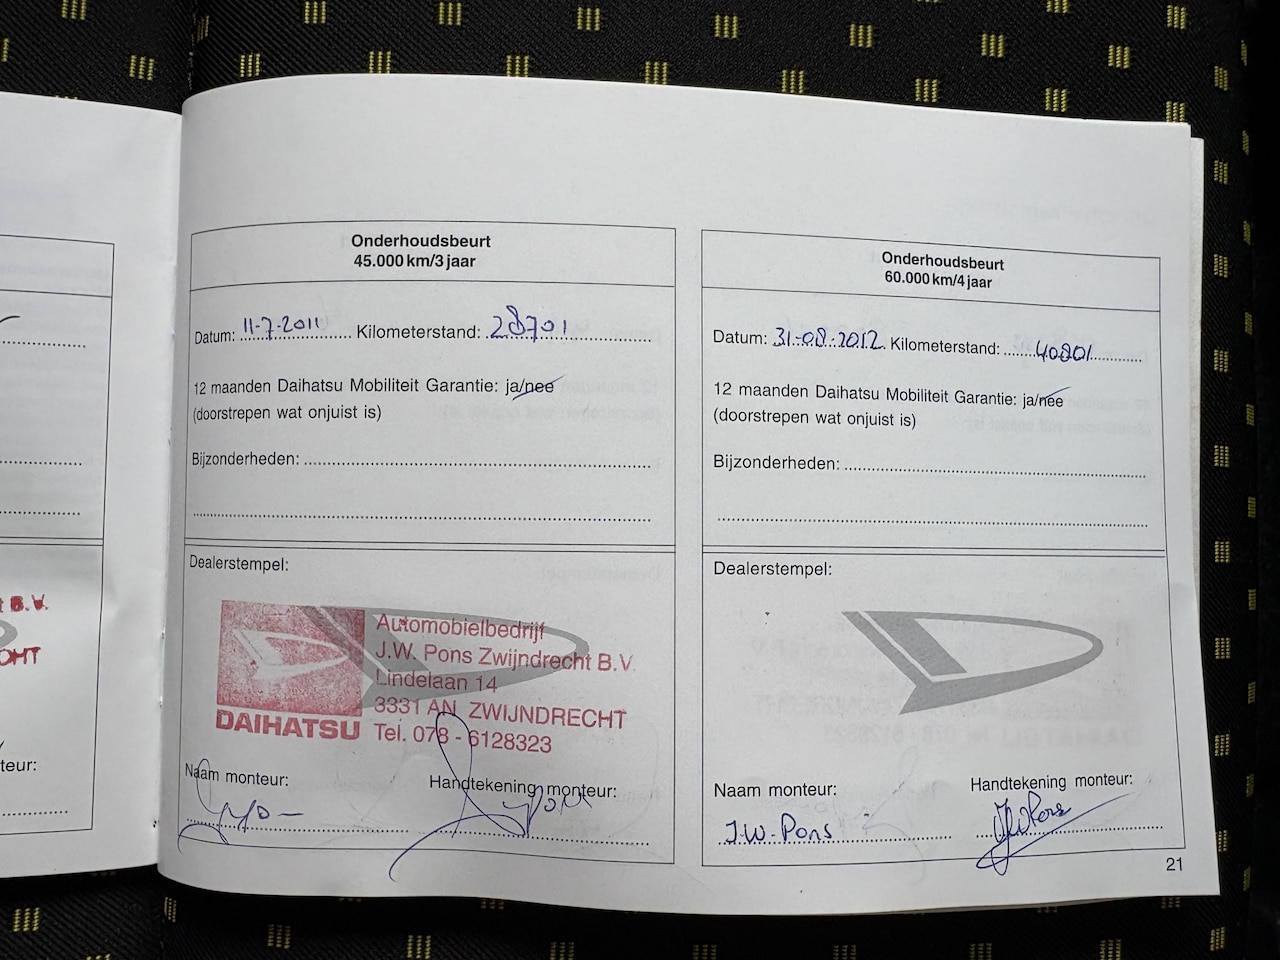 B.V.
teur:
Onderhoudsbeurt
45.000 km/3 jaar
Datum: 11-7-2011 Kilometerstand: 28701
12 maanden Daihatsu Mobiliteit Garantie: ja/nee
(doorstrepen wat onjuist is)
Bijzonderheden:
Dealerstempel:
Automobielbedrijf
J.W. Pons Zwijndrecht B.V.
Lindelaan 14
3331 AN ZWIJNDRECHT
DAIHATSU Tel. 078 - 6128323
Naam monteur: Handtekening monteur:
Onderhoudsbeurt
60.000 km/4 jaar
Datum: 31-08-2012 Kilometerstand: 40801
12 maanden Daihatsu Mobiliteit Garantie: ja/nee
(doorstrepen wat onjuist is)
Bijzonderheden:
Dealerstempel:
Naam monteur: Handtekening monteur:
J.W. Pons JWPons
21